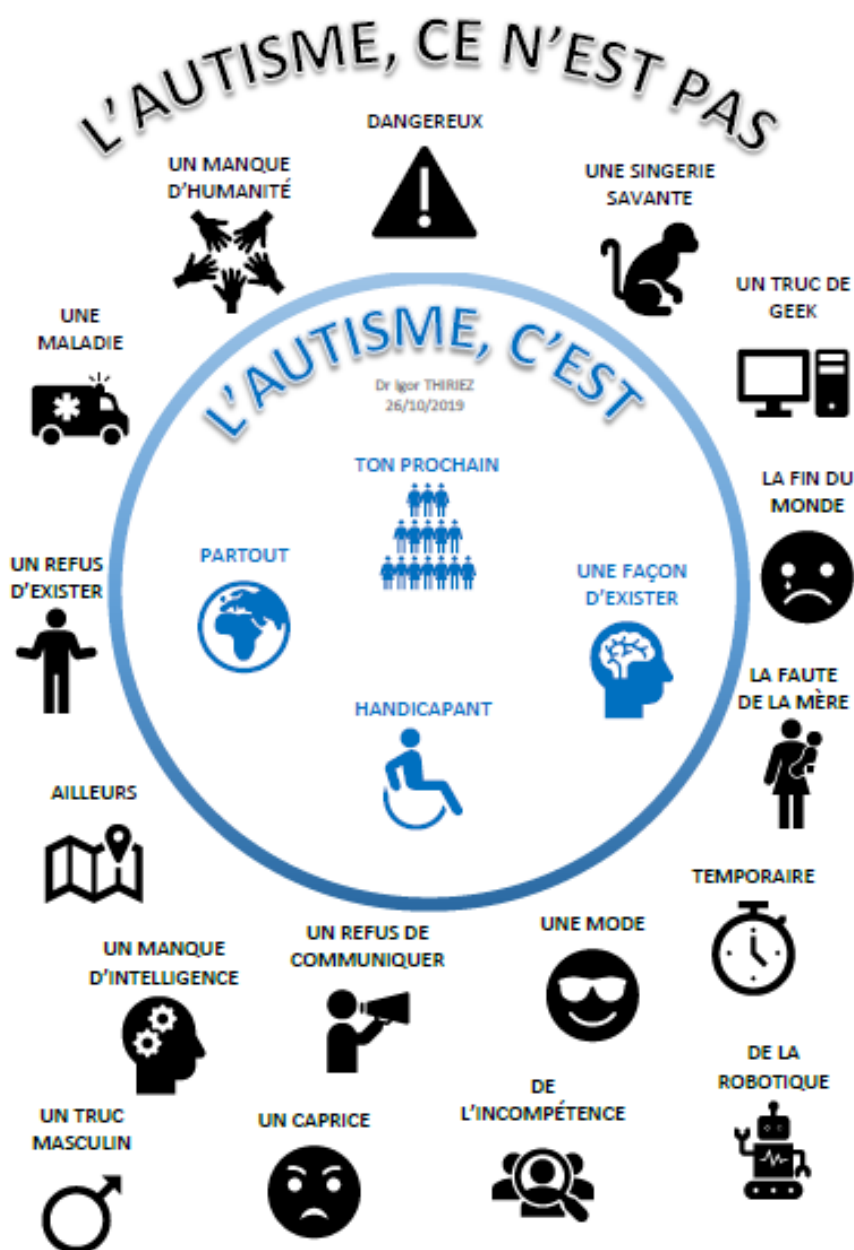 L'AUTISME, CE N'EST PAS
DANGEREUX
UN MANQUE
D'HUMANITÉ
UNE SINGERIE
SAVANTE
UN TRUC DE
GEEK
UNE
MALADIE
L'AUTISME, C'EST
Dr Igor THIRIEZ
26/10/2019
TON PROCHAIN
LA FIN DU
MONDE
PARTOUT
UN REFUS
D'EXISTER
UNE FAÇON
D'EXISTER
LA FAUTE
DE LA MÈRE
HANDICAPANT
AILLEURS
TEMPORAIRE
UN MANQUE
D'INTELLIGENCE
UN REFUS DE
COMMUNIQUER
UNE MODE
DE LA
ROBOTIQUE
UN TRUC
MASCULIN
UN CAPRICE
DE
L'INCOMPÉTENCE